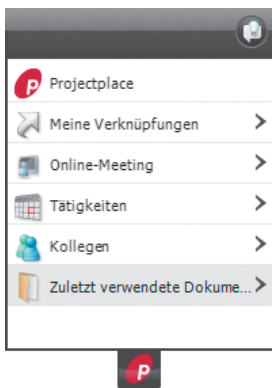 Projectplace
Meine Verknüpfungen
Online-Meeting
Tätigkeiten
Kollegen
Zuletzt verwendete Dokume...